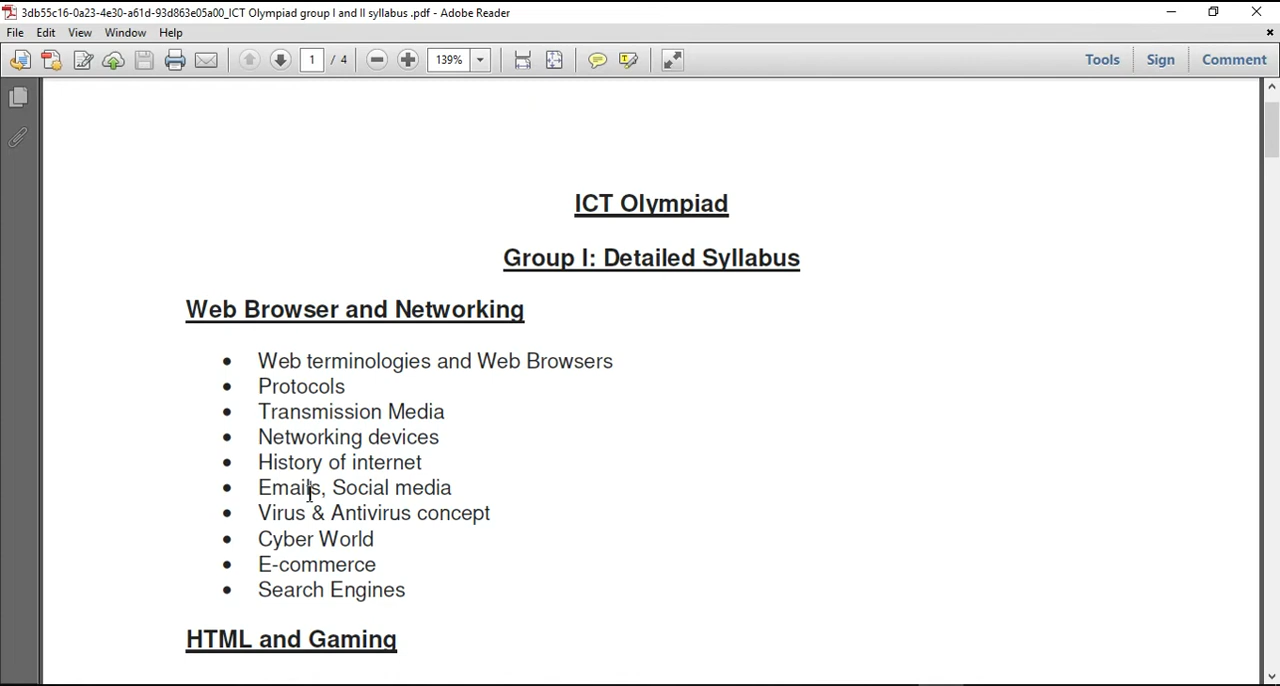 3db55c16-0a23-4e30-a61d-93d863e05a00_ICT Olympiad group I and II syllabus .pdf - Adobe Reader
File Edit View Window Help
1 / 4 139% Tools Sign Comment
ICT Olympiad
Group I: Detailed Syllabus
Web Browser and Networking
• Web terminologies and Web Browsers
• Protocols
• Transmission Media
• Networking devices
• History of internet
• Emails, Social media
• Virus & Antivirus concept
• Cyber World
• E-commerce
• Search Engines
HTML and Gaming